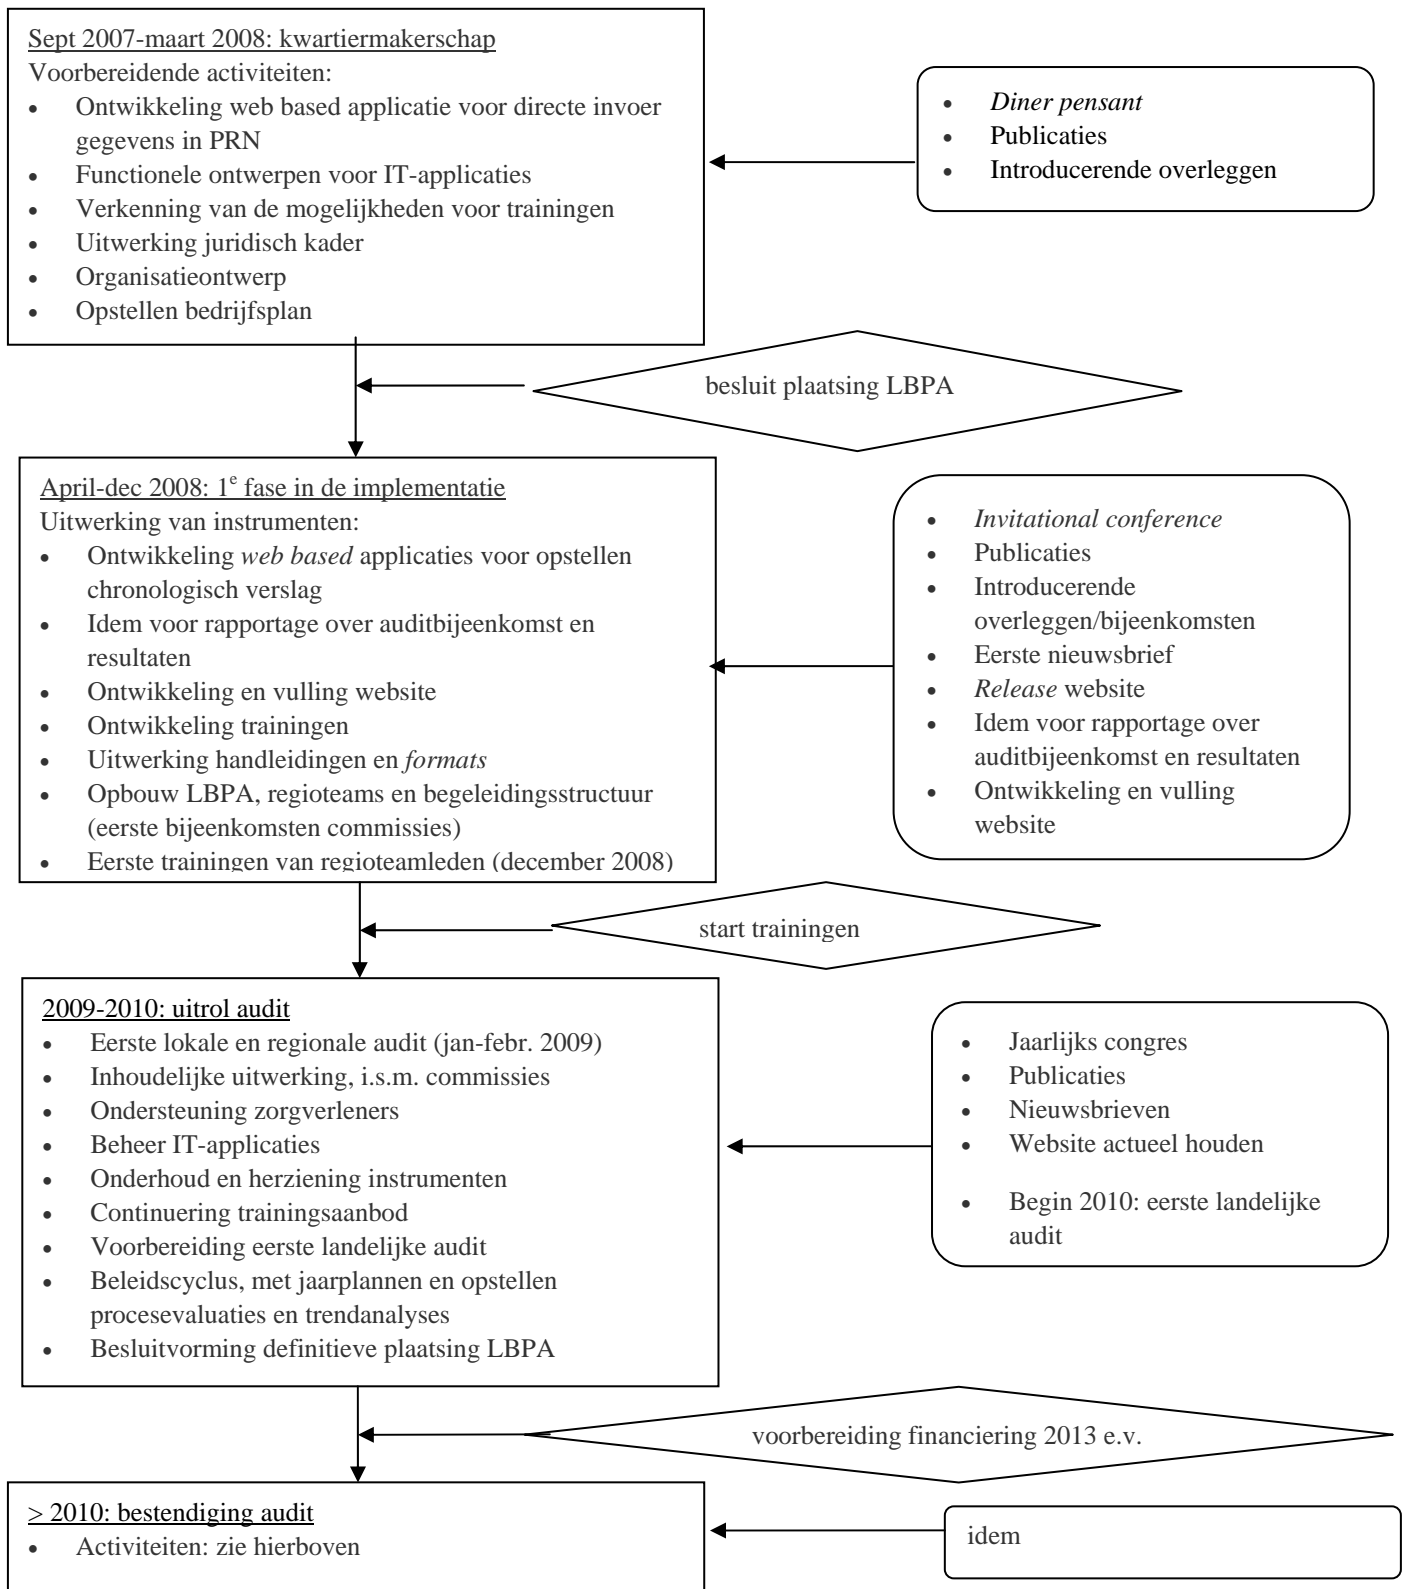 Sept 2007-maart 2008: kwartiermakerschap
Voorbereidende activiteiten:
• Ontwikkeling web based applicatie voor directe invoer
gegevens in PRN
• Functionele ontwerpen voor IT-applicaties
• Verkenning van de mogelijkheden voor trainingen
• Uitwerking juridisch kader
• Organisatieontwerp
• Opstellen bedrijfsplan
• Diner pensant
• Publicaties
• Introducerende overleggen
besluit plaatsing LBPA
April-dec 2008: 1e fase in de implementatie
Uitwerking van instrumenten:
• Ontwikkeling web based applicaties voor opstellen
chronologisch verslag
• Idem voor rapportage over auditbijeenkomst en
resultaten
• Ontwikkeling en vulling website
• Ontwikkeling trainingen
• Uitwerking handleidingen en formats
• Opbouw LBPA, regioteams en begeleidingsstructuur
(eerste bijeenkomsten commissies)
• Eerste trainingen van regioteamleden (december 2008)
• Invitational conference
• Publicaties
• Introducerende
overleggen/bijeenkomsten
• Eerste nieuwsbrief
• Release website
• Idem voor rapportage over
auditbijeenkomst en resultaten
• Ontwikkeling en vulling
website
start trainingen
2009-2010: uitrol audit
• Eerste lokale en regionale audit (jan-febr. 2009)
• Inhoudelijke uitwerking, i.s.m. commissies
• Ondersteuning zorgverleners
• Beheer IT-applicaties
• Onderhoud en herziening instrumenten
• Continuering trainingsaanbod
• Voorbereiding eerste landelijke audit
• Beleidscyclus, met jaarplannen en opstellen
procesevaluaties en trendanalyses
• Besluitvorming definitieve plaatsing LBPA
• Jaarlijks congres
• Publicaties
• Nieuwsbrieven
• Website actueel houden
• Begin 2010: eerste landelijke
audit
voorbereiding financiering 2013 e.v.
> 2010: bestendiging audit
• Activiteiten: zie hierboven
idem